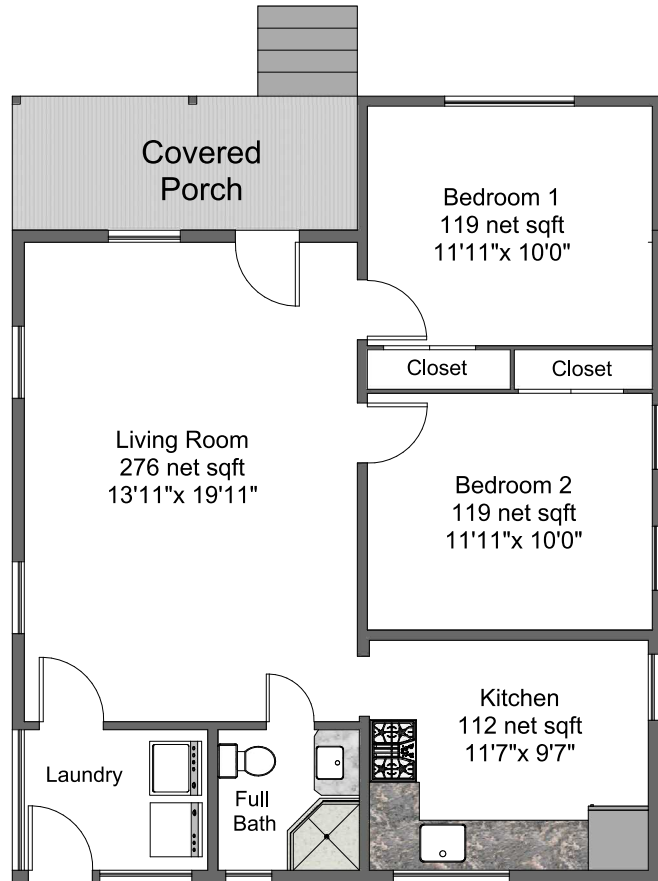 Covered
Porch
Bedroom 1
119 net sqft
11'11"x 10'0"
Closet
Closet
Living Room
276 net sqft
13'11"x 19'11"
Bedroom 2
119 net sqft
11'11"x 10'0"
Kitchen
112 net sqft
11'7"x 9'7"
Laundry
Full
Bath